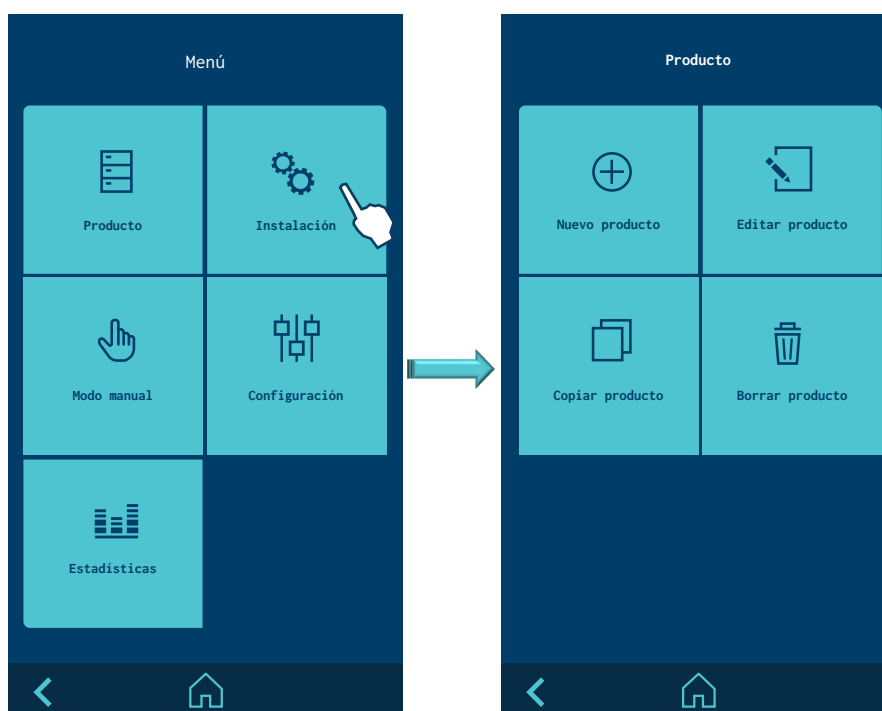 Menú
Producto
Instalación
Modo manual
Configuración
Estadísticas
Producto
Nuevo producto
Editar producto
Copiar producto
Borrar producto